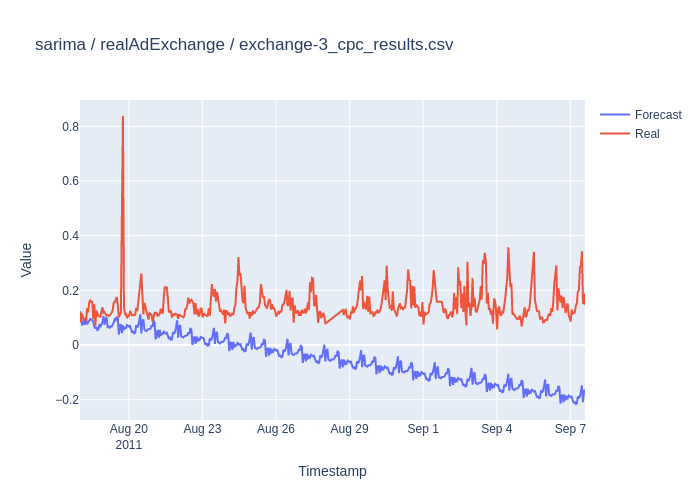 sarima / realAdExchange / exchange-3_cpc_results.csv
Forecast
Real
Value
0.8
0.6
0.4
0.2
0
−0.2
Aug 20
2011
Aug 23
Aug 26
Aug 29
Sep 1
Sep 4
Sep 7
Timestamp